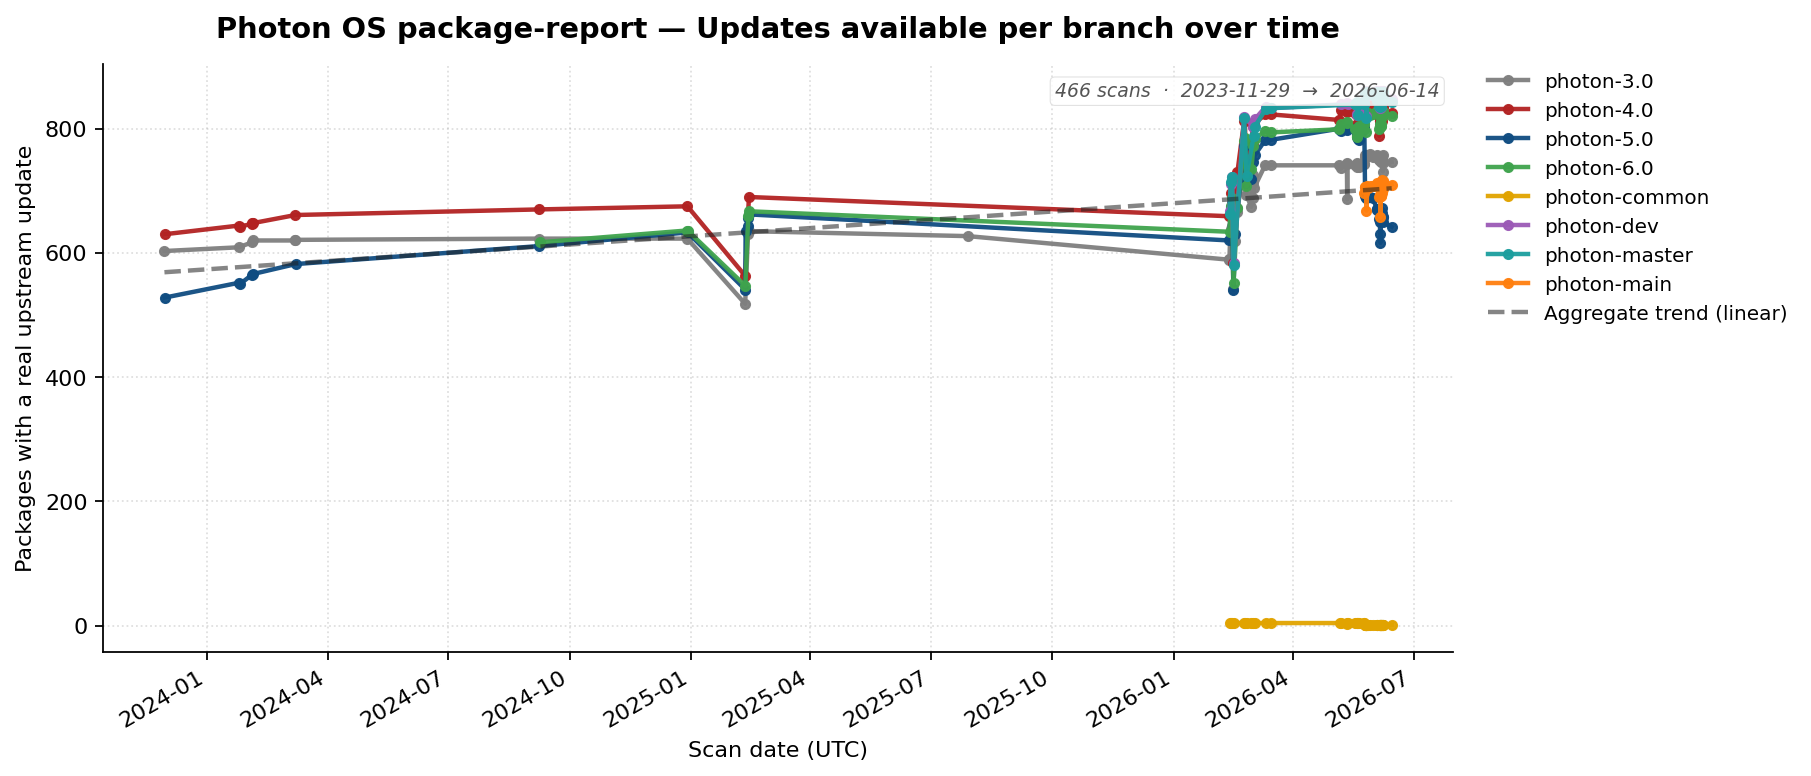 Photon OS package-report — Updates available per branch over time
466 scans · 2023-11-29 → 2026-06-14
photon-3.0
photon-4.0
photon-5.0
photon-6.0
photon-common
photon-dev
photon-master
photon-main
Aggregate trend (linear)
Packages with a real upstream update
800
600
400
200
0
2024-01
2024-04
2024-07
2024-10
2025-01
2025-04
2025-07
2025-10
2026-01
2026-04
2026-07
Scan date (UTC)